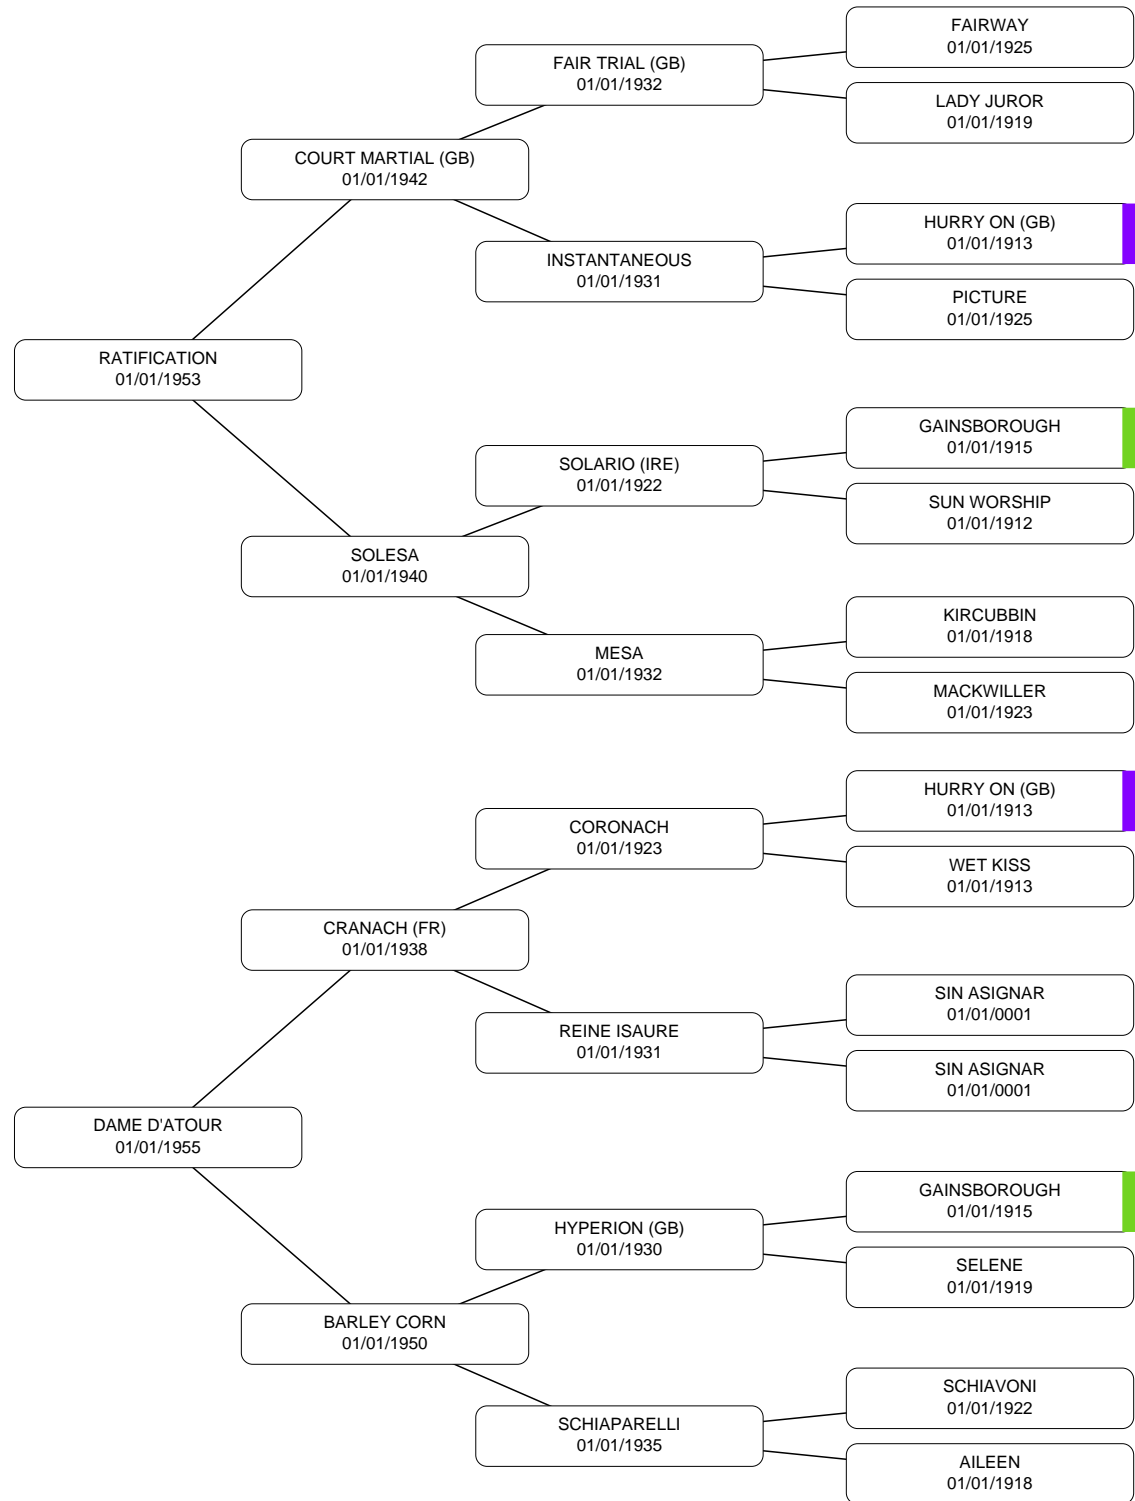 FAIRWAY
01/01/1925
FAIR TRIAL (GB)
01/01/1932
LADY JUROR
01/01/1919
COURT MARTIAL (GB)
01/01/1942
HURRY ON (GB)
01/01/1913
INSTANTANEOUS
01/01/1931
PICTURE
01/01/1925
RATIFICATION
01/01/1953
GAINSBOROUGH
01/01/1915
SOLARIO (IRE)
01/01/1922
SUN WORSHIP
01/01/1912
SOLESA
01/01/1940
KIRCUBBIN
01/01/1918
MESA
01/01/1932
MACKWILLER
01/01/1923
HURRY ON (GB)
01/01/1913
CORONACH
01/01/1923
WET KISS
01/01/1913
CRANACH (FR)
01/01/1938
SIN ASIGNAR
01/01/0001
REINE ISAURE
01/01/1931
SIN ASIGNAR
01/01/0001
DAME D'ATOUR
01/01/1955
GAINSBOROUGH
01/01/1915
HYPERION (GB)
01/01/1930
SELENE
01/01/1919
BARLEY CORN
01/01/1950
SCHIAVONI
01/01/1922
SCHIAPARELLI
01/01/1935
AILEEN
01/01/1918